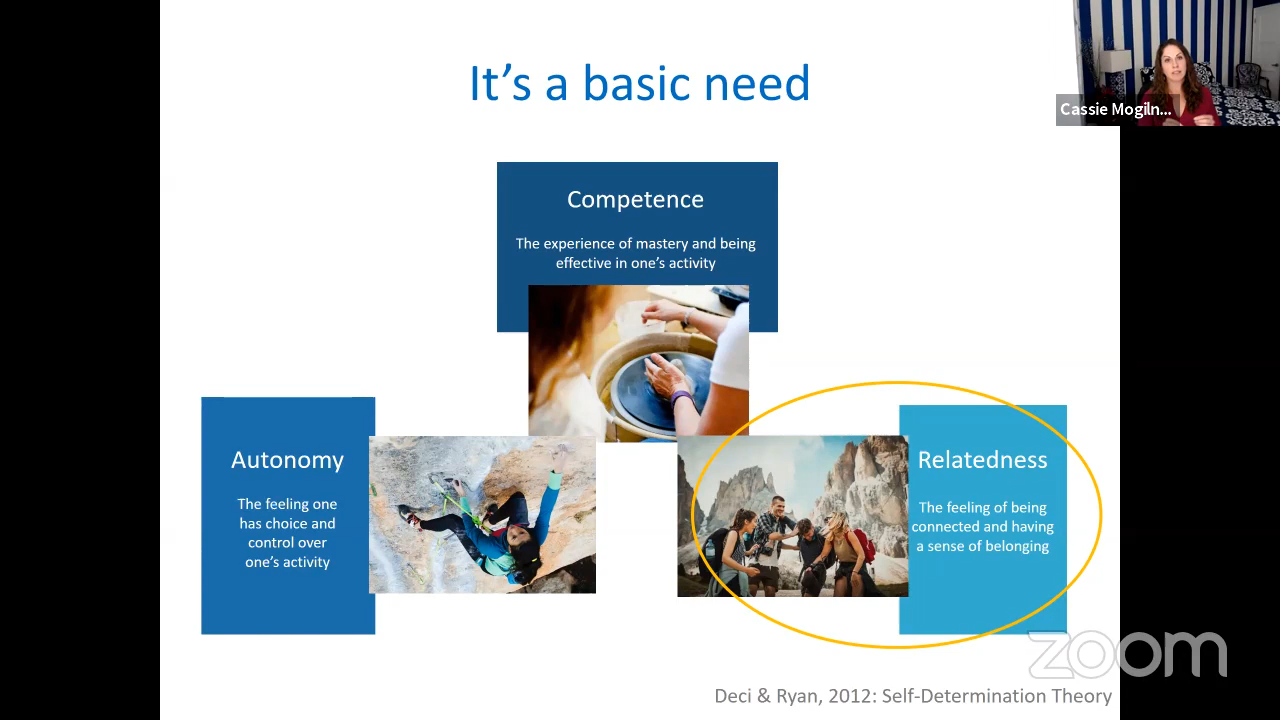 It's a basic need
Cassie Mogiln...
Competence
The experience of mastery and being
effective in one's activity
Autonomy
The feeling one
has choice and
control over
one's activity
Relatedness
The feeling of being
connected and having
a sense of belonging
zoom
Deci & Ryan, 2012: Self-Determination Theory